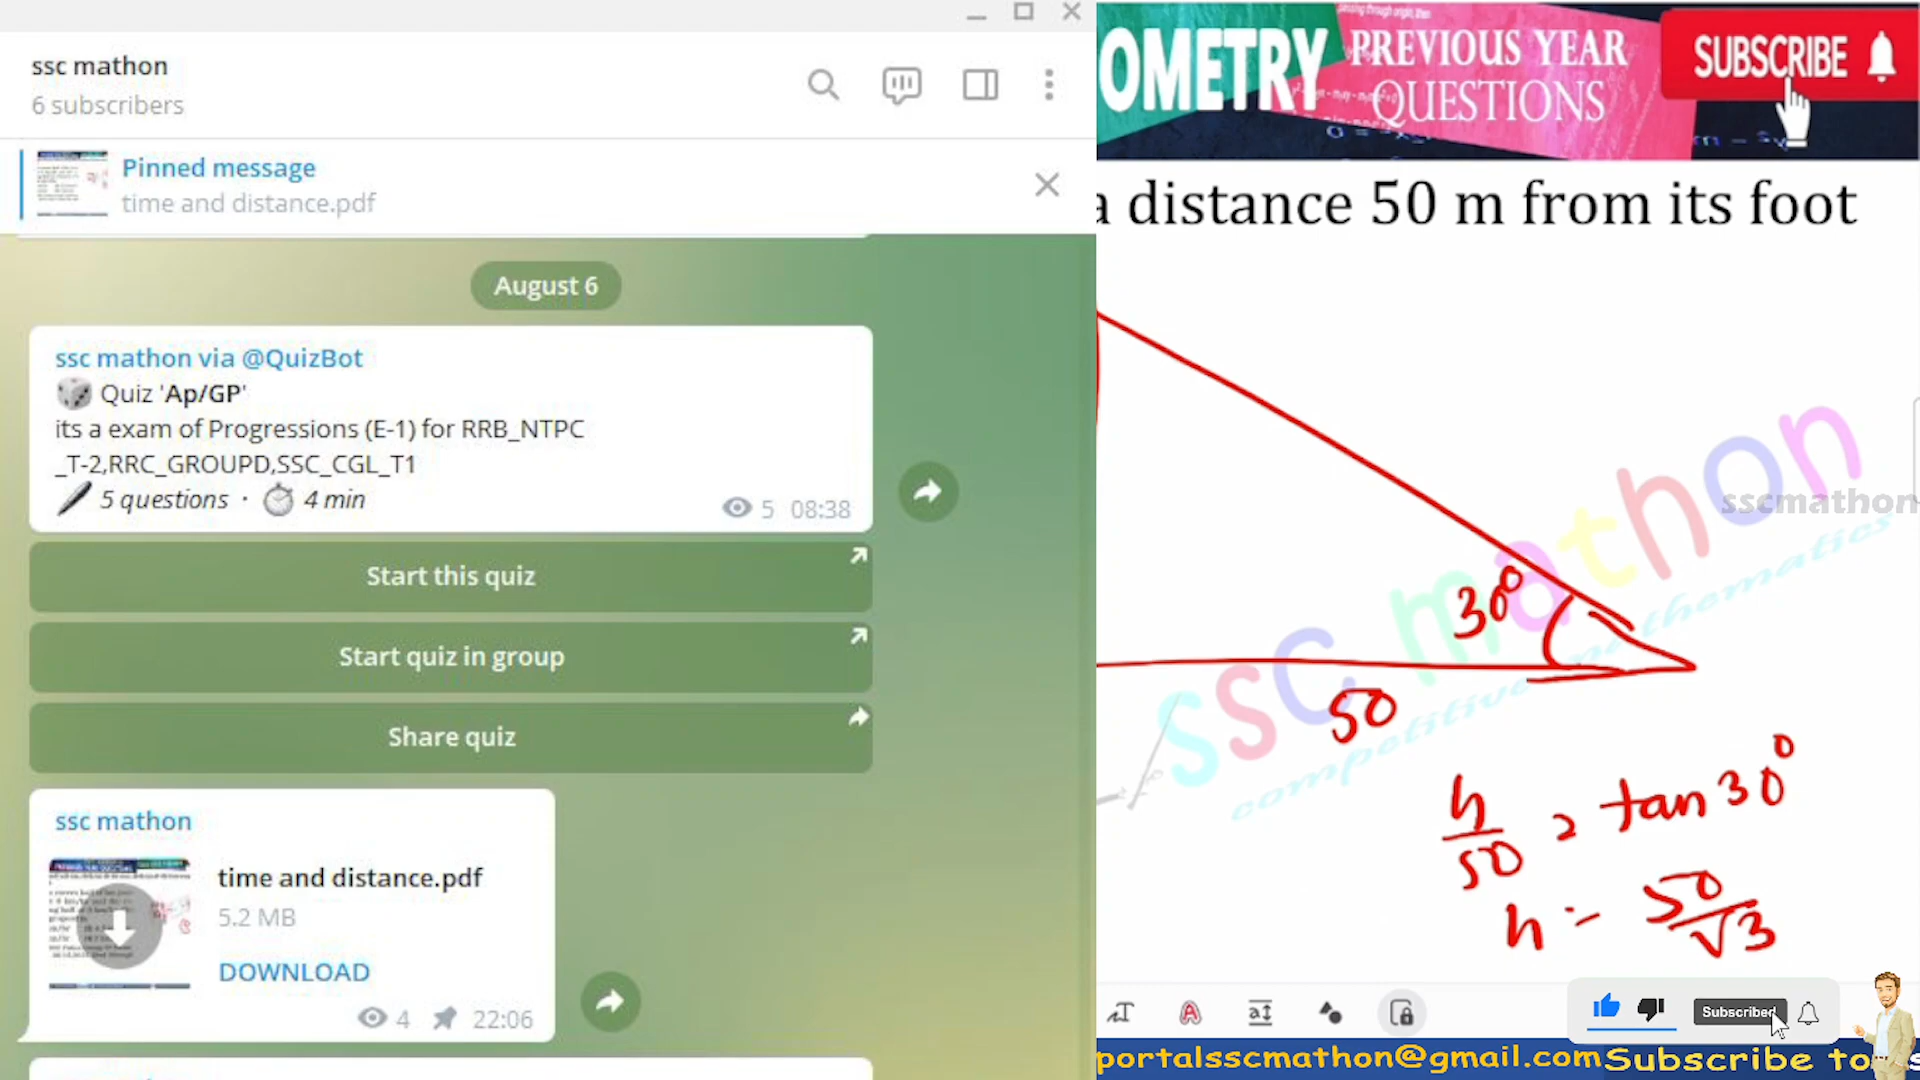 ssc mathon
6 subscribers
Pinned message
time and distance.pdf
August 6
ssc mathon via @QuizBot
Quiz 'Ap/GP'
its a exam of Progressions (E-1) for RRB_NTPC
_T-2,RRC_GROUPD,SSC_CGL_T1
5 questions · 4 min
5 08:38
Start this quiz
Start quiz in group
Share quiz
ssc mathon
time and distance.pdf
5.2 MB
DOWNLOAD
4 22:06
OMETRY PREVIOUS YEAR
QUESTIONS
SUBSCRIBE
a distance 50 m from its foot
ssc mathon
competitive mathematics
sscmathon
30°
50
h/50 = tan 30°
h = 50/√3
Subscribed
portalsscmathon@gmail.com Subscribe to